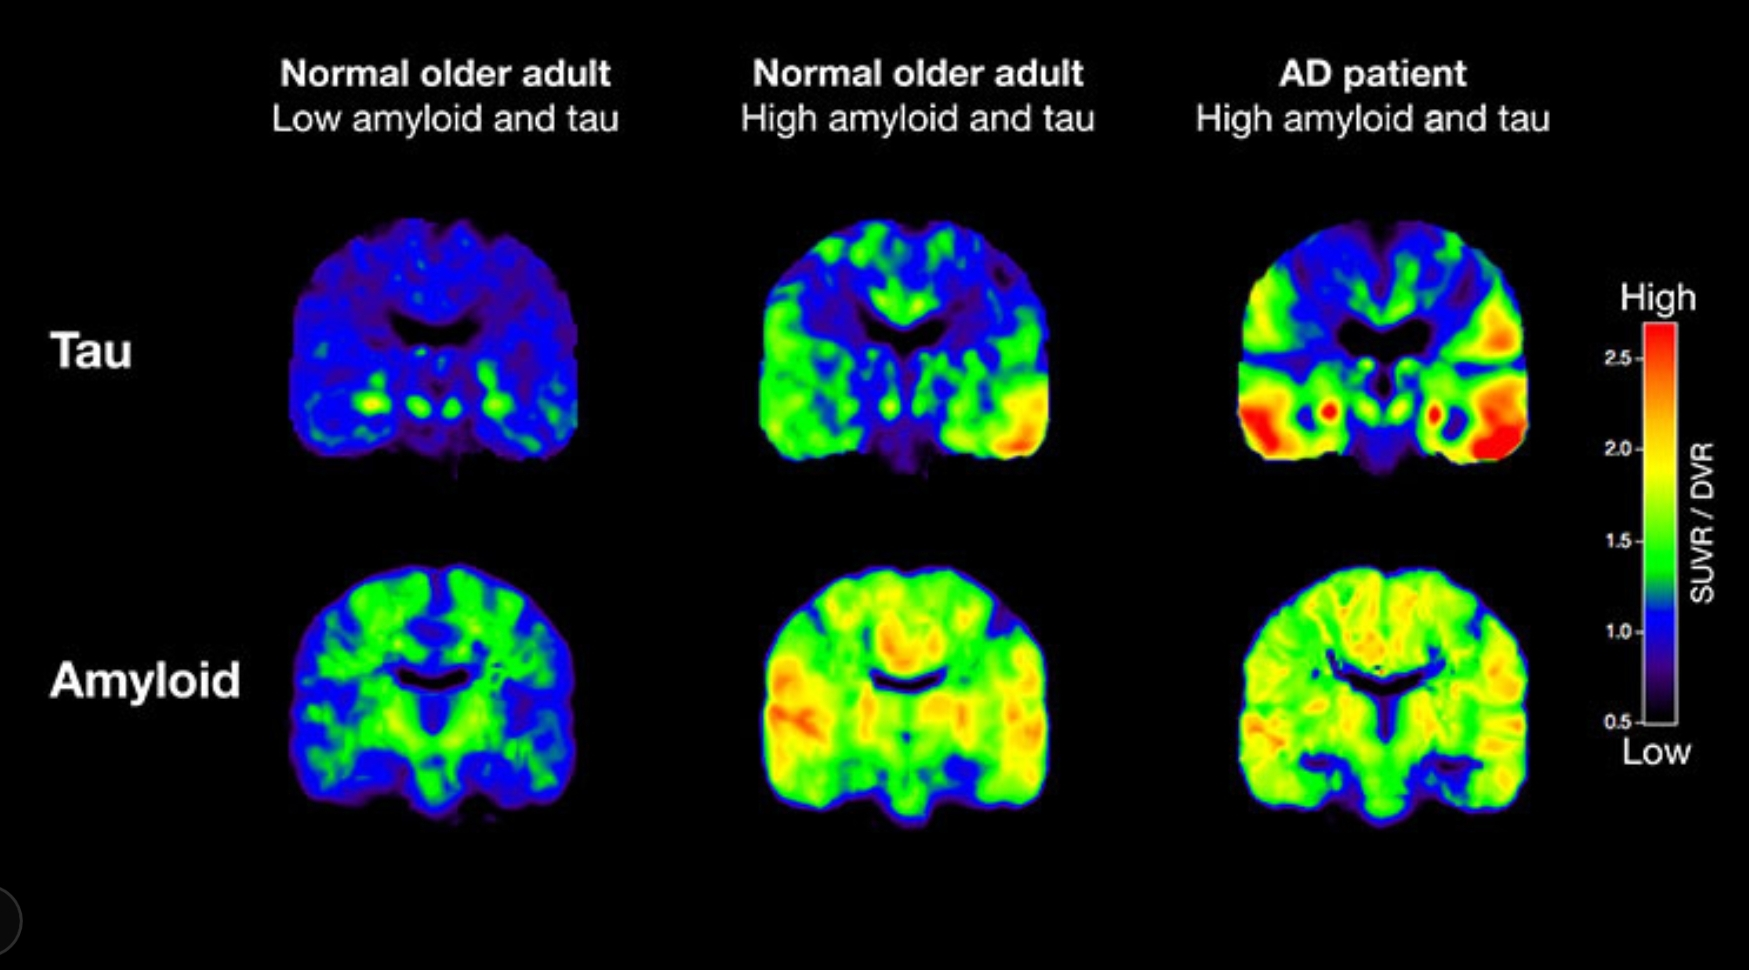 Normal older adult
Low amyloid and tau
Normal older adult
High amyloid and tau
AD patient
High amyloid and tau
Tau
Amyloid
High
2.5
2.0
1.5
1.0
0.5
Low
SUVR / DVR